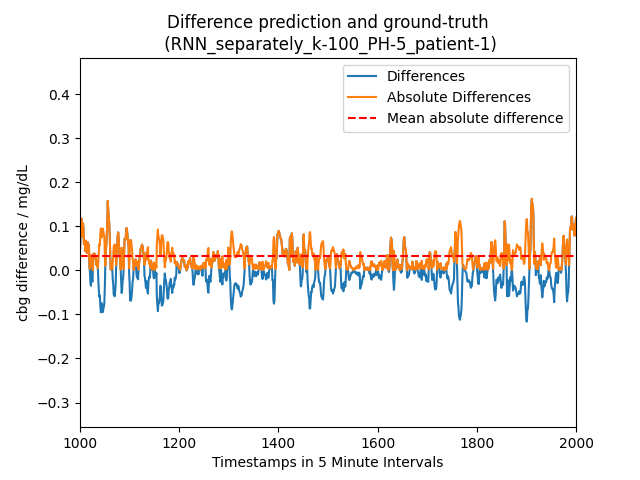 Difference prediction and ground-truth
(RNN_separately_k-100_PH-5_patient-1)
Differences
Absolute Differences
Mean absolute difference
cbg difference / mg/dL
0.4
0.3
0.2
0.1
0.0
−0.1
−0.2
−0.3
1000 1200 1400 1600 1800 2000
Timestamps in 5 Minute Intervals